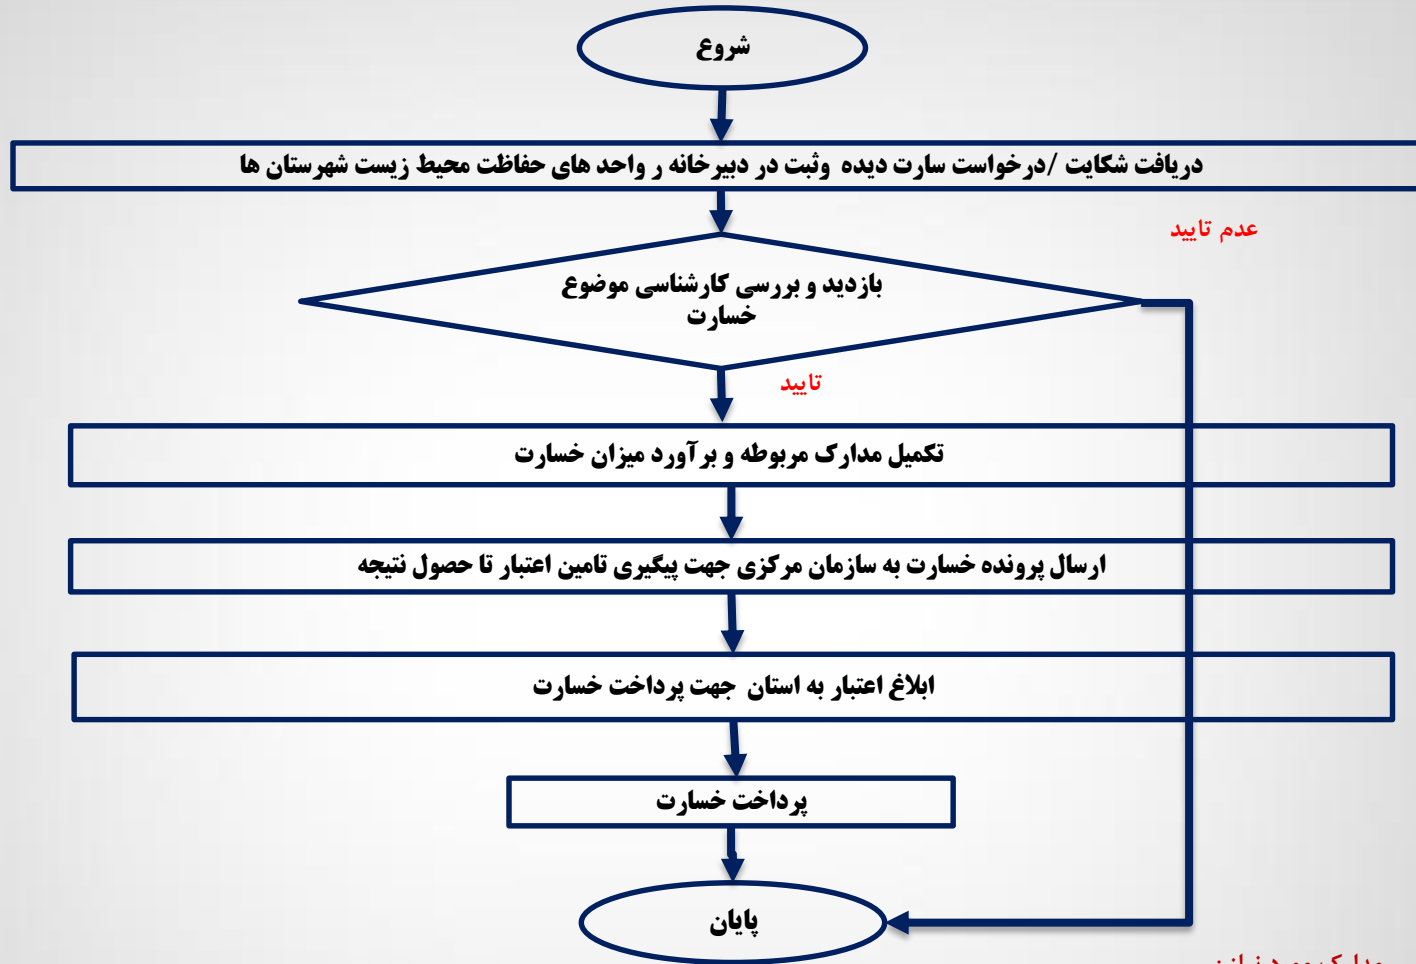 شروع
دریافت شکایت /درخواست سارت دیده وثبت در دبیرخانه ر واحد های حفاظت محیط زیست شهرستان ها
عدم تایید
بازدید و بررسی کارشناسی موضوع
خسارت
تایید
تکمیل مدارک مربوطه و برآورد میزان خسارت
ارسال پرونده خسارت به سازمان مرکزی جهت پیگیری تامین اعتبار تا حصول نتیجه
ابلاغ اعتبار به استان جهت پرداخت خسارت
پرداخت خسارت
پایان